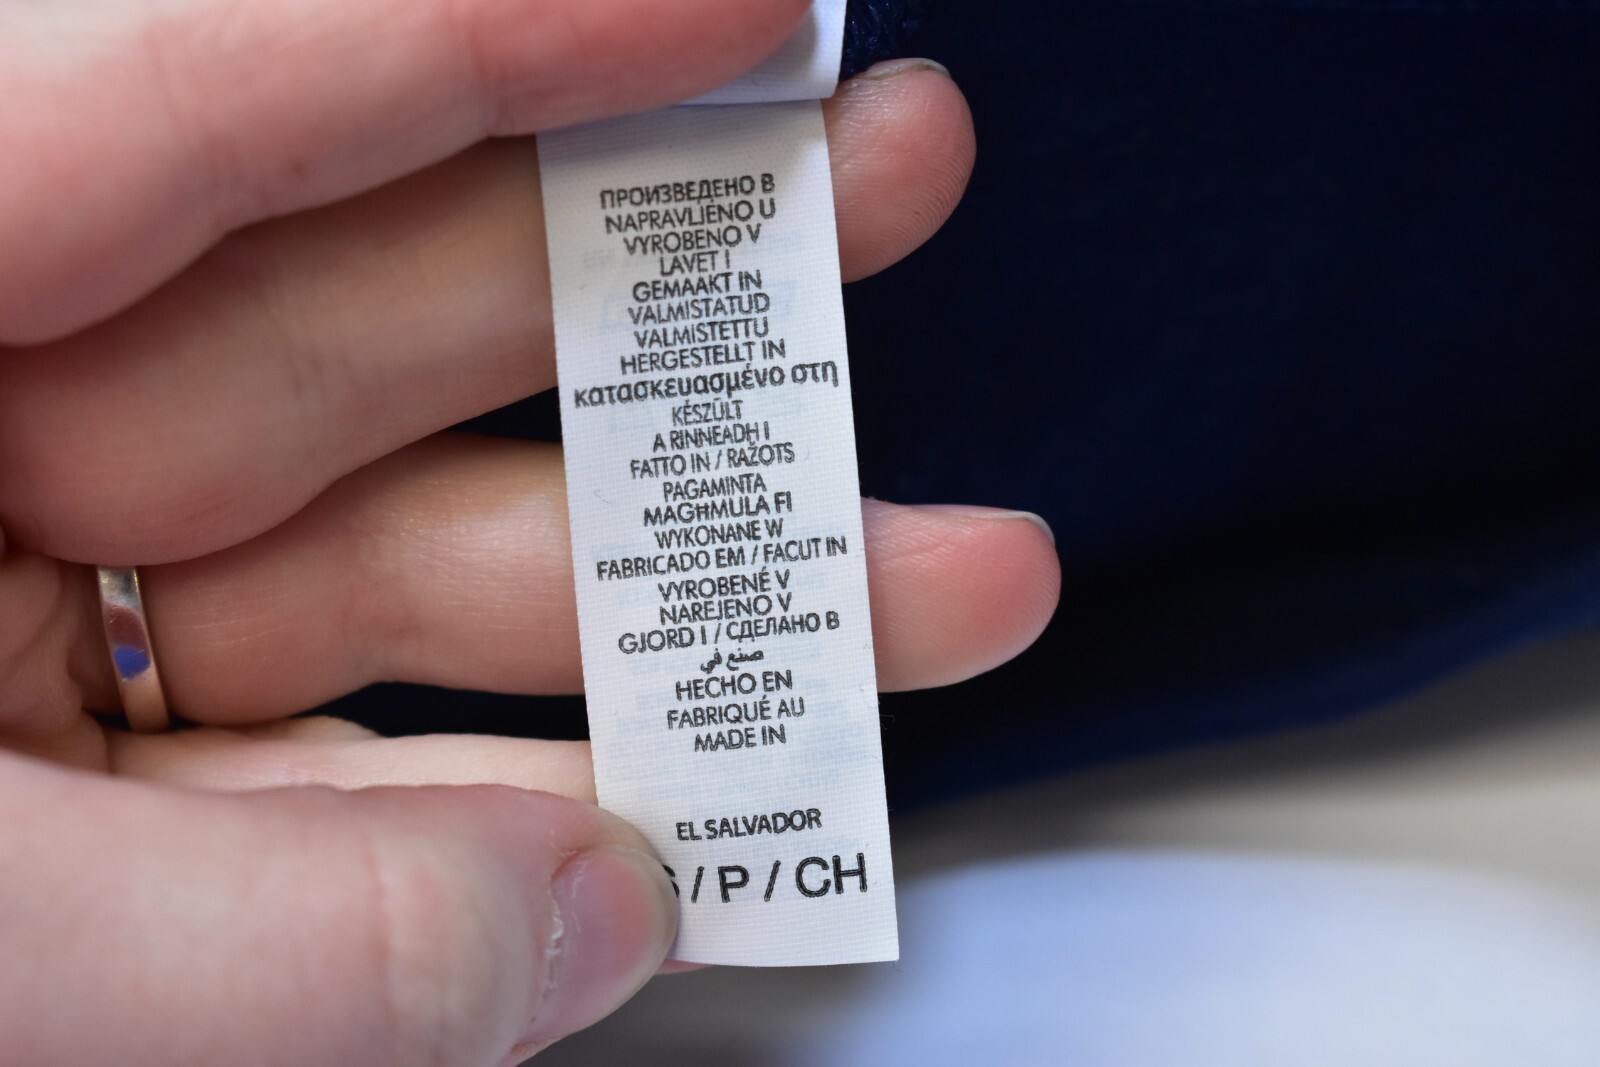 ПРОИЗВЕДЕНО В
NAPRAVLJENO U
VYROBENO V
LAVET I
GEMAAKT IN
VALMISTATUD
VALMISTETTU
HERGESTELLT IN
κατασκευασμένο στη
KÉSZÜLT
A RINNEADH I
FATTO IN / RAŽOTS
PAGAMINTA
MAGĦMULA FI
WYKONANE W
FABRICADO EM / FACUT IN
VYROBENÉ V
NAREJENO V
GJORD I / СДЕЛАНО В
صنع في
HECHO EN
FABRIQUÉ AU
MADE IN
EL SALVADOR
S / P / CH